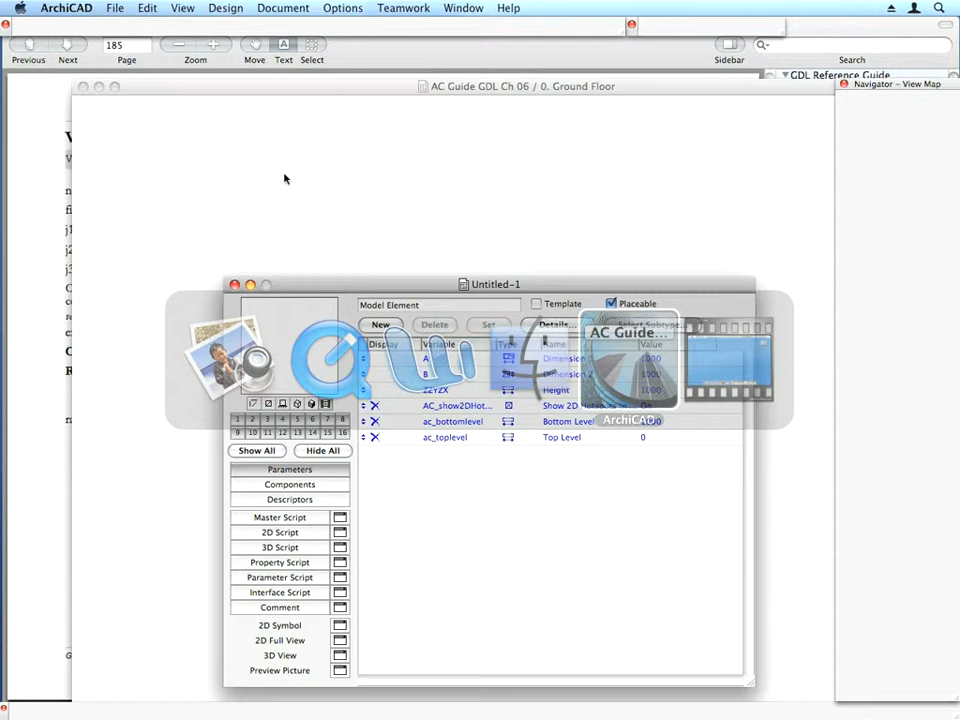 ArchiCAD File Edit View Design Document Options Teamwork Window Help
185
Previous Next Page Zoom Move Text Select Sidebar Search
GDL Reference Guide
AC Guide GDL Ch 06 / 0. Ground Floor
Navigator – View Map
Untitled-1
Model Element Template Placeable
New Delete Set Details... Select Subtype...
Display Variable Type Name Value
A Dimension 1 1000
B Dimension 2 1000
ZZYZX Height 1000
AC_show2DHot... Show 2D Hotspots in ... On
ac_bottomlevel Bottom Level 1000
ac_toplevel Top Level 0
AC Guide...
ArchiCAD
1 2 3 4 5 6 7 8
9 10 11 12 13 14 15 16
Show All Hide All
Parameters
Components
Descriptors
Master Script
2D Script
3D Script
Property Script
Parameter Script
Interface Script
Comment
2D Symbol
2D Full View
3D View
Preview Picture